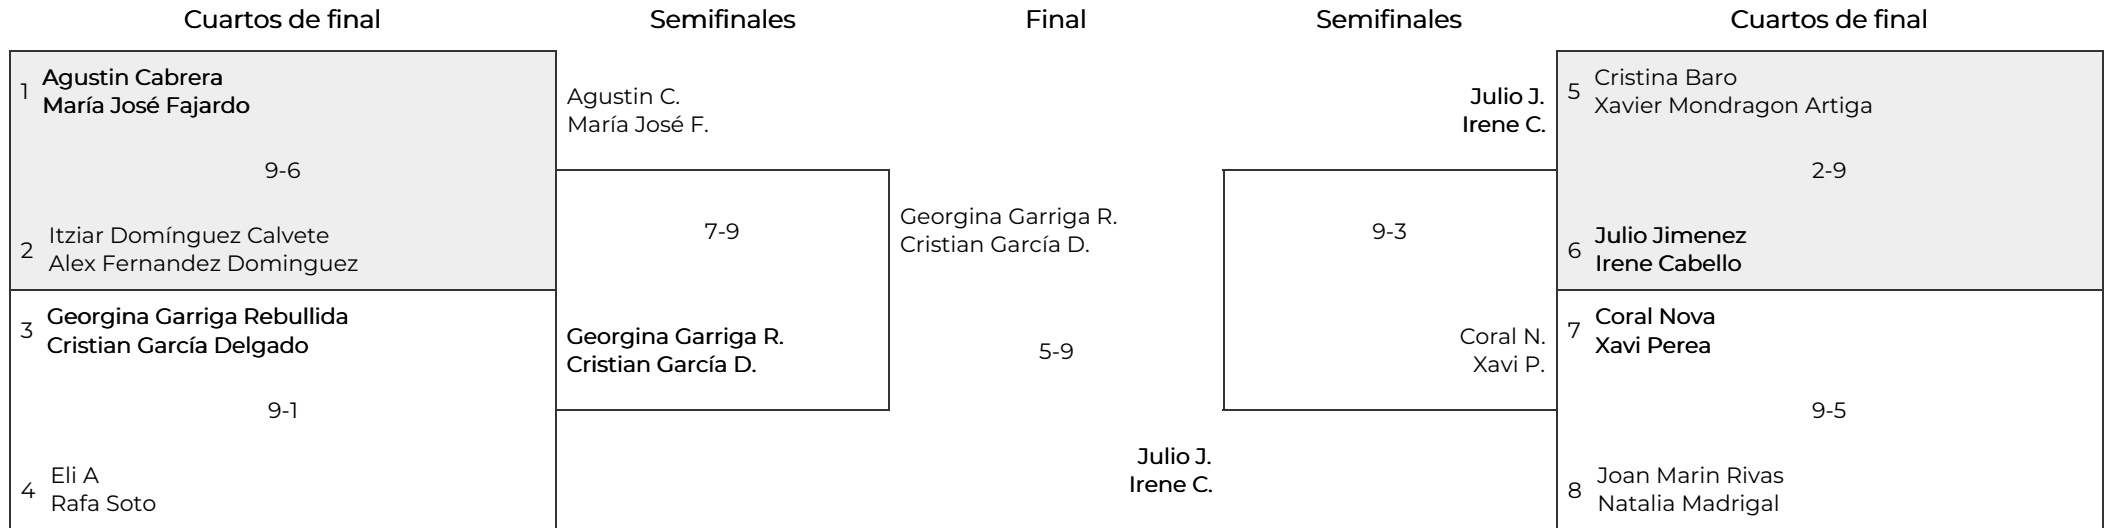 Cuartos de final
Semifinales
Final
Semifinales
Cuartos de final
1
Agustin Cabrera
María José Fajardo
9-6
2
Itziar Domínguez Calvete
Alex Fernandez Dominguez
3
Georgina Garriga Rebullida
Cristian García Delgado
9-1
4
Eli A
Rafa Soto
Agustin C.
María José F.
7-9
Georgina Garriga R.
Cristian García D.
Georgina Garriga R.
Cristian García D.
5-9
Julio J.
Irene C.
Julio J.
Irene C.
9-3
Coral N.
Xavi P.
5
Cristina Baro
Xavier Mondragon Artiga
2-9
6
Julio Jimenez
Irene Cabello
7
Coral Nova
Xavi Perea
9-5
8
Joan Marin Rivas
Natalia Madrigal